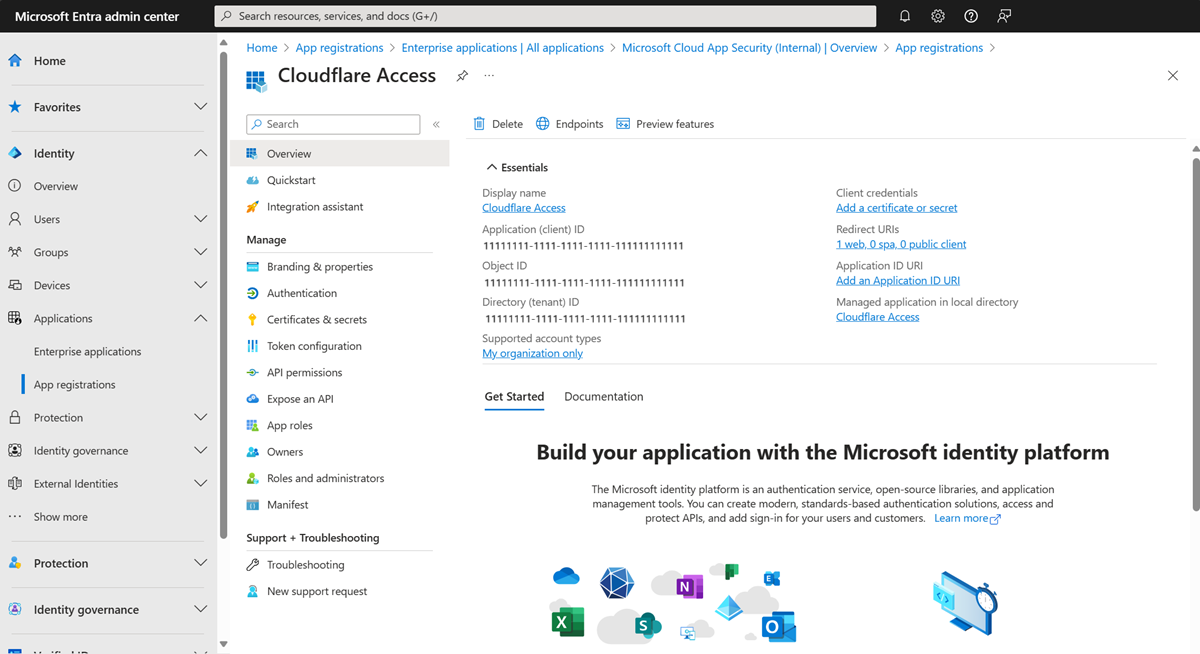 Microsoft Entra admin center
Search resources, services, and docs (G+/)
Home
Favorites
Identity
Overview
Users
Groups
Devices
Applications
Enterprise applications
App registrations
Protection
Identity governance
External Identities
Show more
Protection
Identity governance
Home > App registrations > Enterprise applications | All applications > Microsoft Cloud App Security (Internal) | Overview > App registrations >
Cloudflare Access
Search
Overview
Quickstart
Integration assistant
Manage
Branding & properties
Authentication
Certificates & secrets
Token configuration
API permissions
Expose an API
App roles
Owners
Roles and administrators
Manifest
Support + Troubleshooting
Troubleshooting
New support request
Delete Endpoints Preview features
Essentials
Display name
Cloudflare Access
Application (client) ID
11111111-1111-1111-1111-111111111111
Object ID
11111111-1111-1111-1111-111111111111
Directory (tenant) ID
11111111-1111-1111-1111-111111111111
Supported account types
My organization only
Client credentials
Add a certificate or secret
Redirect URIs
1 web, 0 spa, 0 public client
Application ID URI
Add an Application ID URI
Managed application in local directory
Cloudflare Access
Get Started Documentation
Build your application with the Microsoft identity platform
The Microsoft identity platform is an authentication service, open-source libraries, and application
management tools. You can create modern, standards-based authentication solutions, access and
protect APIs, and add sign-in for your users and customers. Learn more
N
E
X
S
O